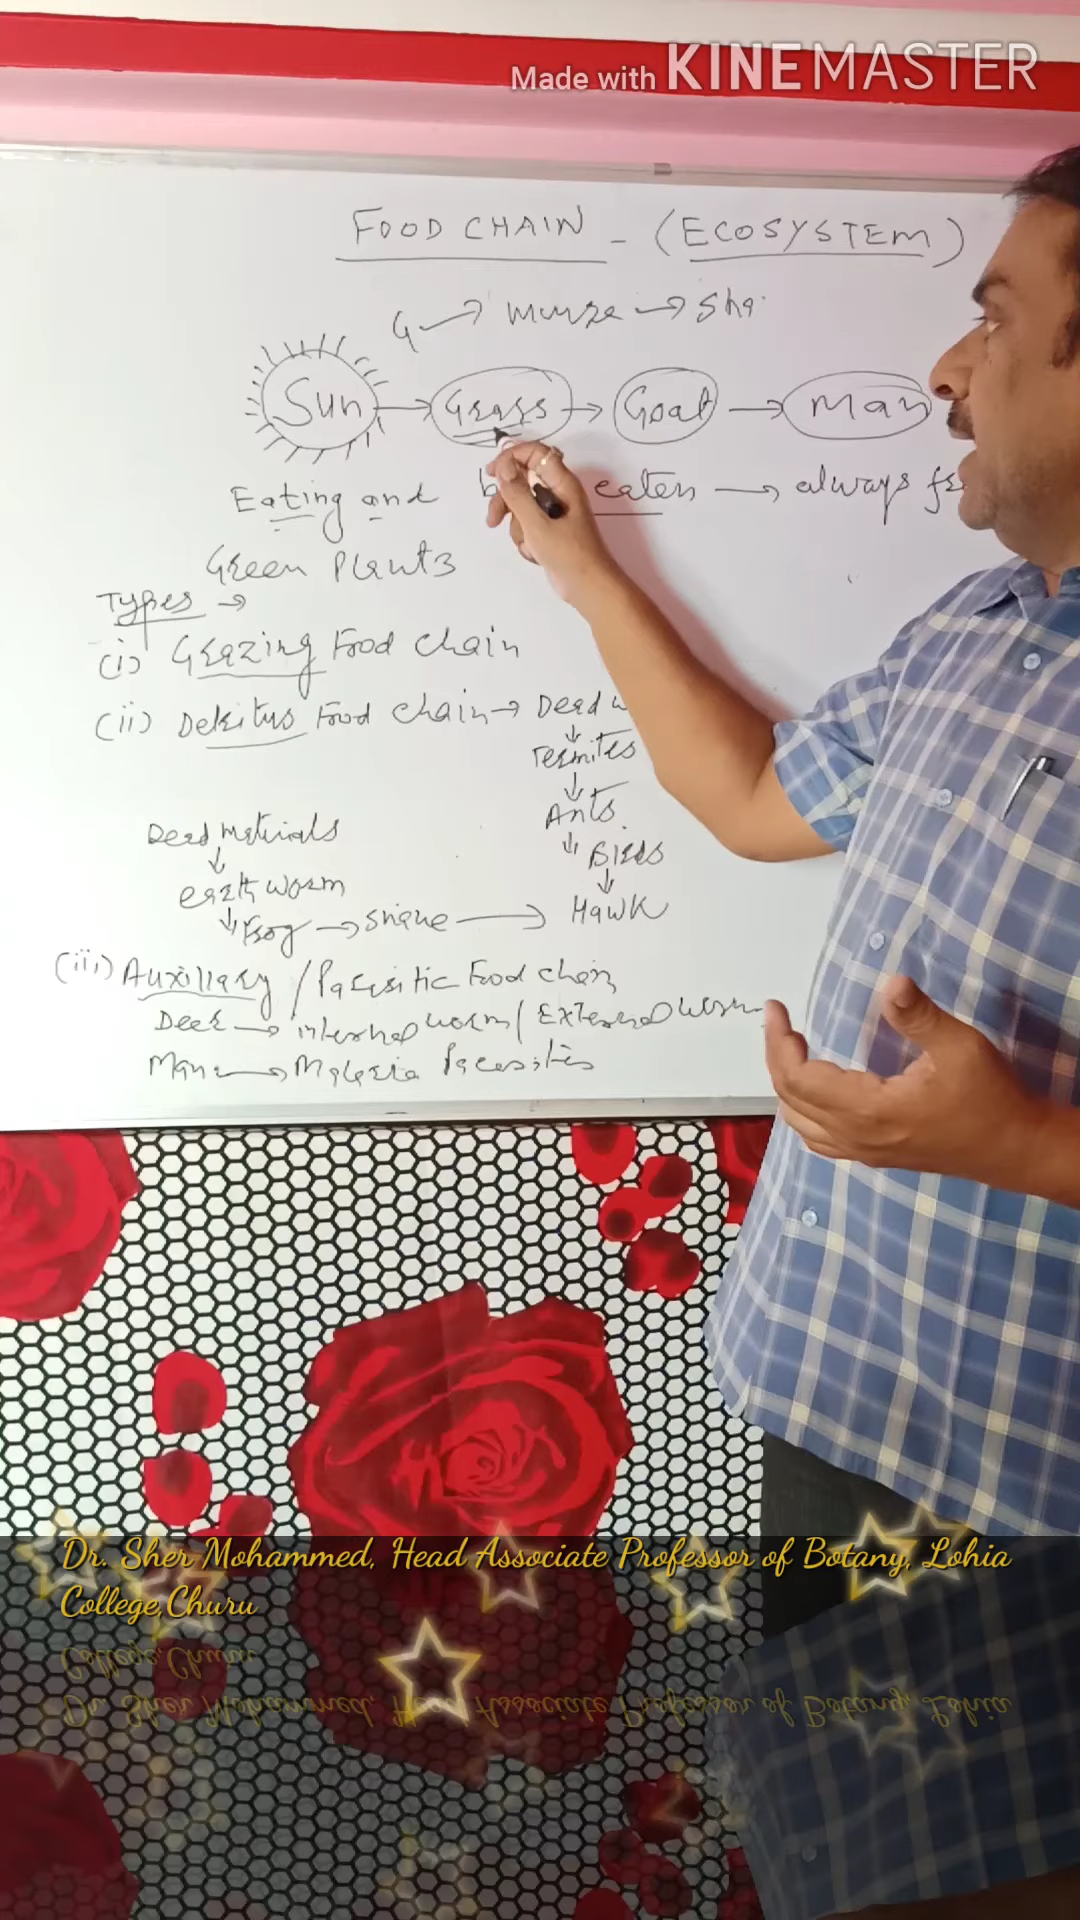 Made with KINEMASTER
FOOD CHAIN - (ECOSYSTEM)
G →
Sun → Grass → Goat → Man
Eating and eaten → always
Green Plants
Types →
(i) Grazing Food chain
(ii) Detritus Food chain → Dead
Termites
Ants
Birds
Hawk
Dead materials
earth worm
Frog → snake →
(iii) Auxillary / Parasitic Food chain
Deer → internal worm / External worm
Man → Malaria Parasites
Dr. Sher Mohammed, Head Associate Professor of Botany, Lohia
College,Churu